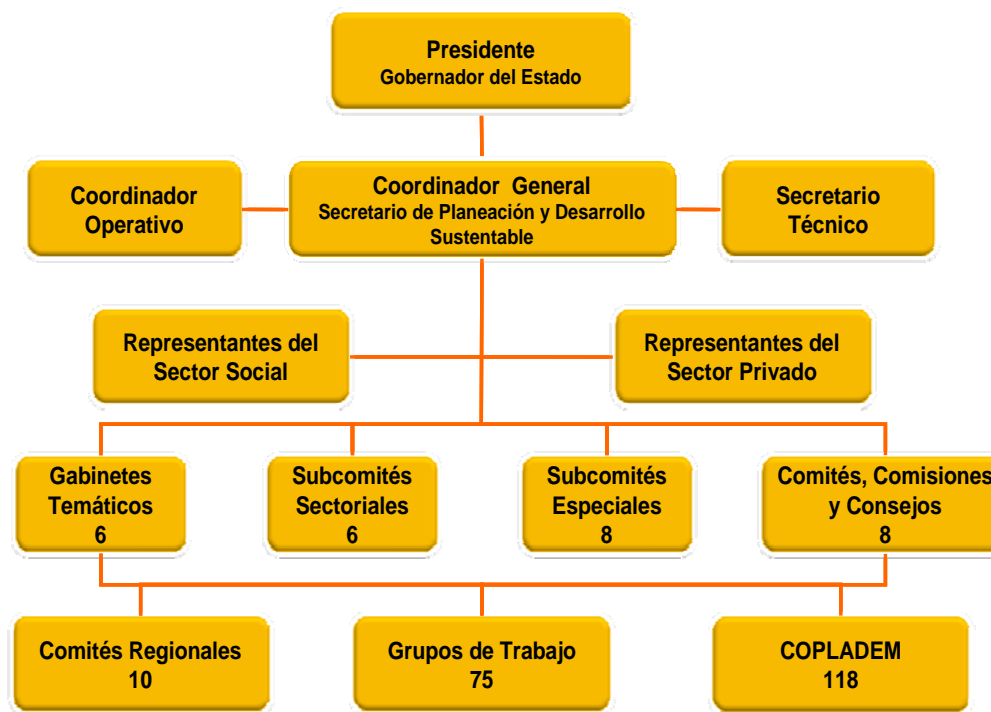 Presidente
Gobernador del Estado
Coordinador
Operativo
Coordinador General
Secretario de Planeación y Desarrollo
Sustentable
Secretario
Técnico
Representantes del
Sector Social
Representantes del
Sector Privado
Gabinetes
Temáticos
6
Subcomités
Sectoriales
6
Subcomités
Especiales
8
Comités, Comisiones
y Consejos
8
Comités Regionales
10
Grupos de Trabajo
75
COPLADEM
118